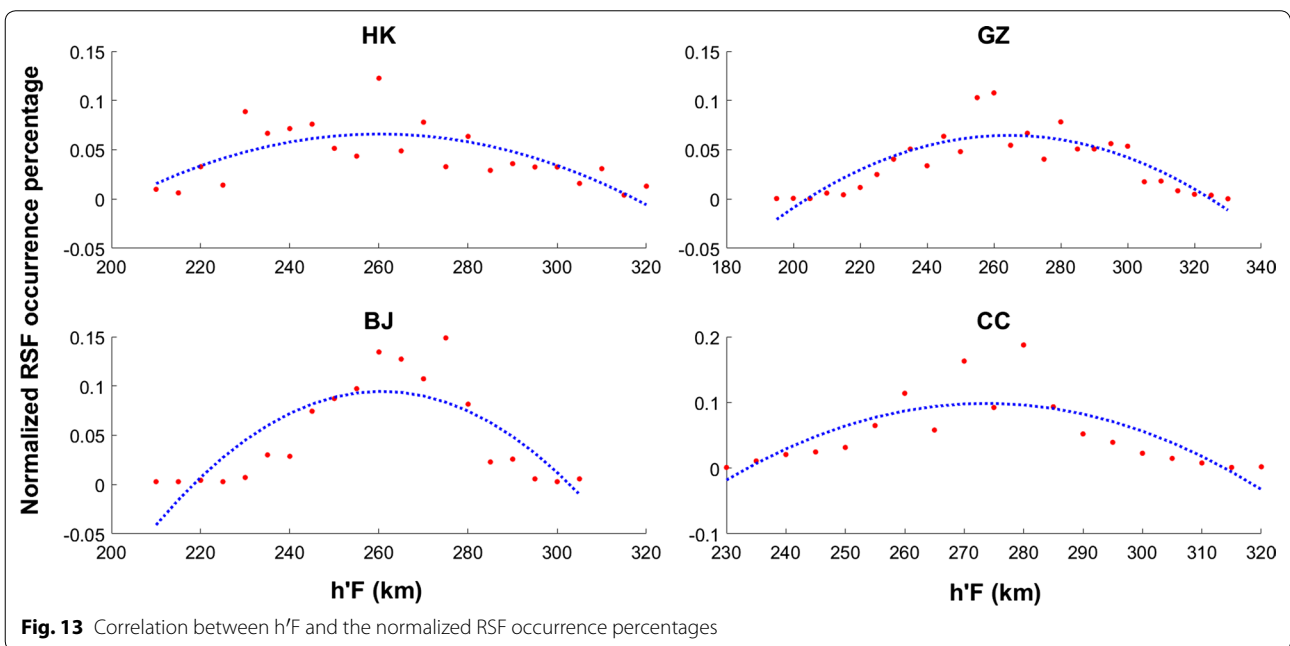 HK
0.15
0.1
0.05
0
-0.05
200 220 240 260 280 300 320
GZ
0.15
0.1
0.05
0
-0.05
180 200 220 240 260 280 300 320 340
Normalized RSF occurrence percentage
BJ
0.15
0.1
0.05
0
-0.05
200 220 240 260 280 300 320
h'F (km)
CC
0.2
0.1
0
-0.1
230 240 250 260 270 280 290 300 310 320
h'F (km)
Fig. 13 Correlation between h′F and the normalized RSF occurrence percentages